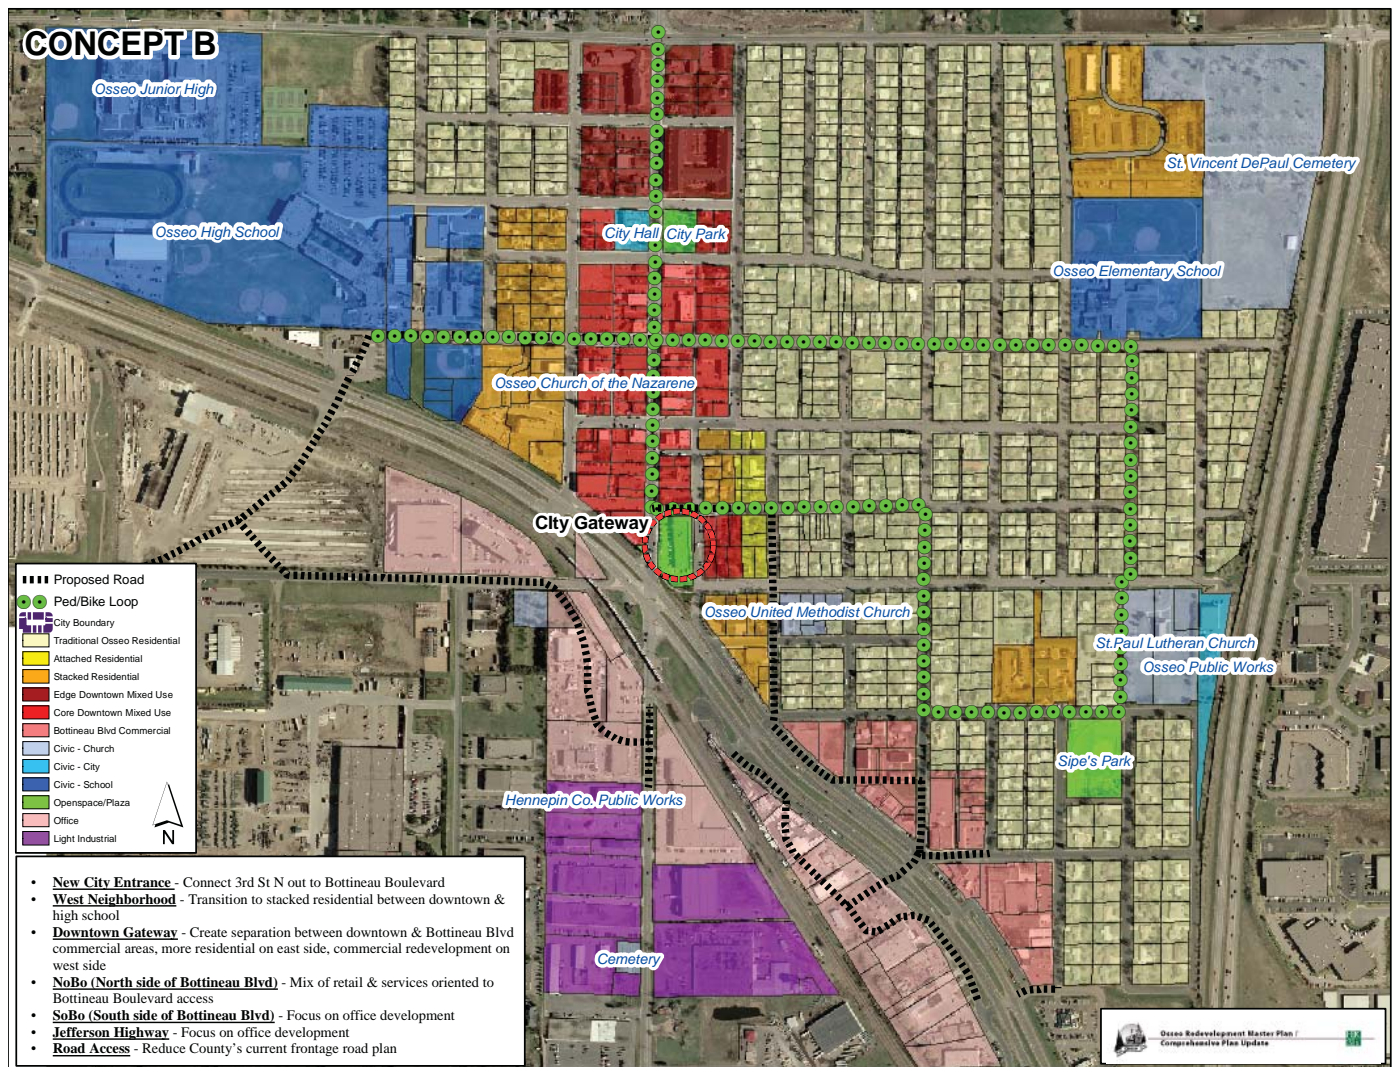 CONCEPT B
Osseo Junior High
St. Vincent DePaul Cemetery
Osseo High School
City Hall
City Park
Osseo Elementary School
Osseo Church of the Nazarene
CIty Gateway
Proposed Road
Ped/Bike Loop
City Boundary
Traditional Osseo Residential
Attached Residential
Stacked Residential
Edge Downtown Mixed Use
Core Downtown Mixed Use
Bottineau Blvd Commercial
Civic - Church
Civic - City
Civic - School
Openspace/Plaza
Office
Light Industrial
N
Osseo United Methodist Church
St.Paul Lutheran Church
Osseo Public Works
Sipe's Park
Hennepin Co. Public Works
Cemetery
• New City Entrance - Connect 3rd St N out to Bottineau Boulevard
• West Neighborhood - Transition to stacked residential between downtown &
high school
• Downtown Gateway - Create separation between downtown & Bottineau Blvd
commercial areas, more residential on east side, commercial redevelopment on
west side
• NoBo (North side of Bottineau Blvd) - Mix of retail & services oriented to
Bottineau Boulevard access
• SoBo (South side of Bottineau Blvd) - Focus on office development
• Jefferson Highway - Focus on office development
• Road Access - Reduce County's current frontage road plan
Osseo Redevelopment Master Plan /
Comprehensive Plan Update